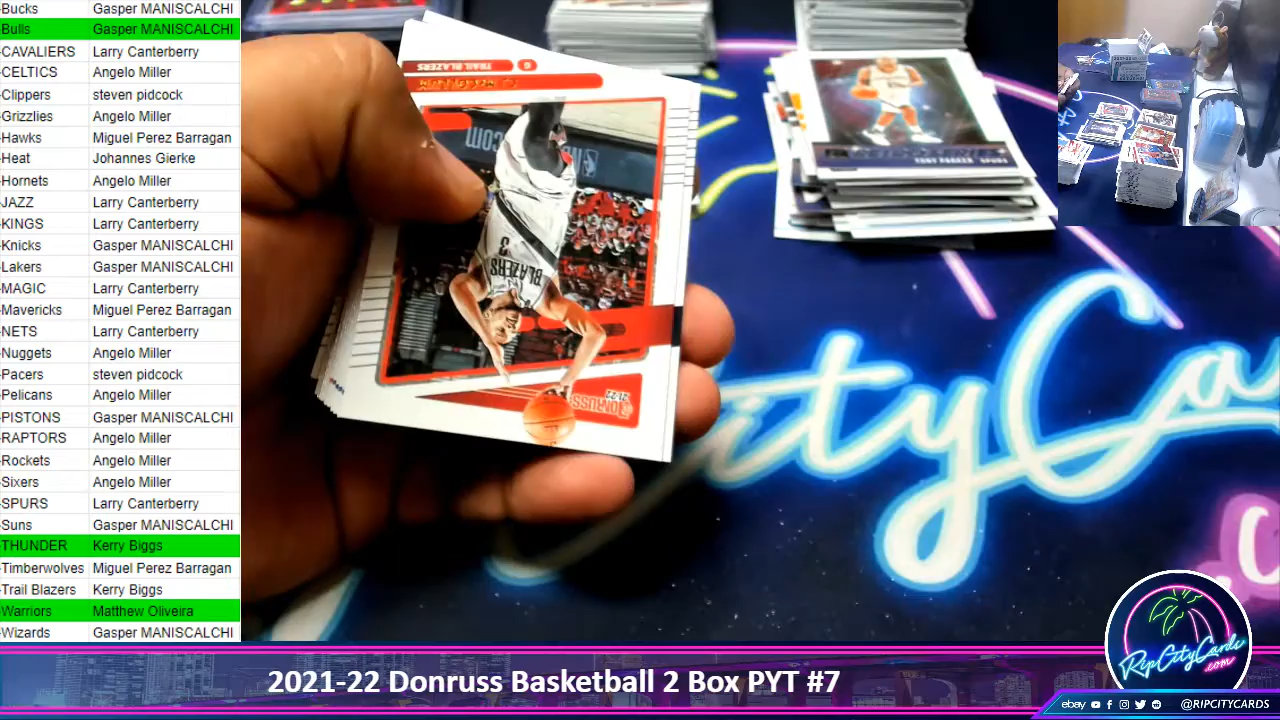 -Bucks Gasper MANISCALCHI
-Bulls Gasper MANISCALCHI
-CAVALIERS Larry Canterberry
-CELTICS Angelo Miller
-Clippers steven pidcock
-Grizzlies Angelo Miller
-Hawks Miguel Perez Barragan
-Heat Johannes Gierke
-Hornets Angelo Miller
-JAZZ Larry Canterberry
-KINGS Larry Canterberry
-Knicks Gasper MANISCALCHI
-Lakers Gasper MANISCALCHI
-MAGIC Larry Canterberry
-Mavericks Miguel Perez Barragan
-NETS Larry Canterberry
-Nuggets Angelo Miller
-Pacers steven pidcock
-Pelicans Angelo Miller
-PISTONS Gasper MANISCALCHI
-RAPTORS Angelo Miller
-Rockets Angelo Miller
-Sixers Angelo Miller
-SPURS Larry Canterberry
-Suns Gasper MANISCALCHI
-THUNDER Kerry Biggs
-Timberwolves Miguel Perez Barragan
-Trail Blazers Kerry Biggs
-Warriors Matthew Oliveira
-Wizards Gasper MANISCALCHI
TRAIL BLAZERS G
BLAZERS
3
DONRUSS
21-22
TONY PARKER SPURS
ityCa
.C
RipCityCards
.com
2021-22 Donruss Basketball 2 Box PYT #7
ebay @RIPCITYCARDS